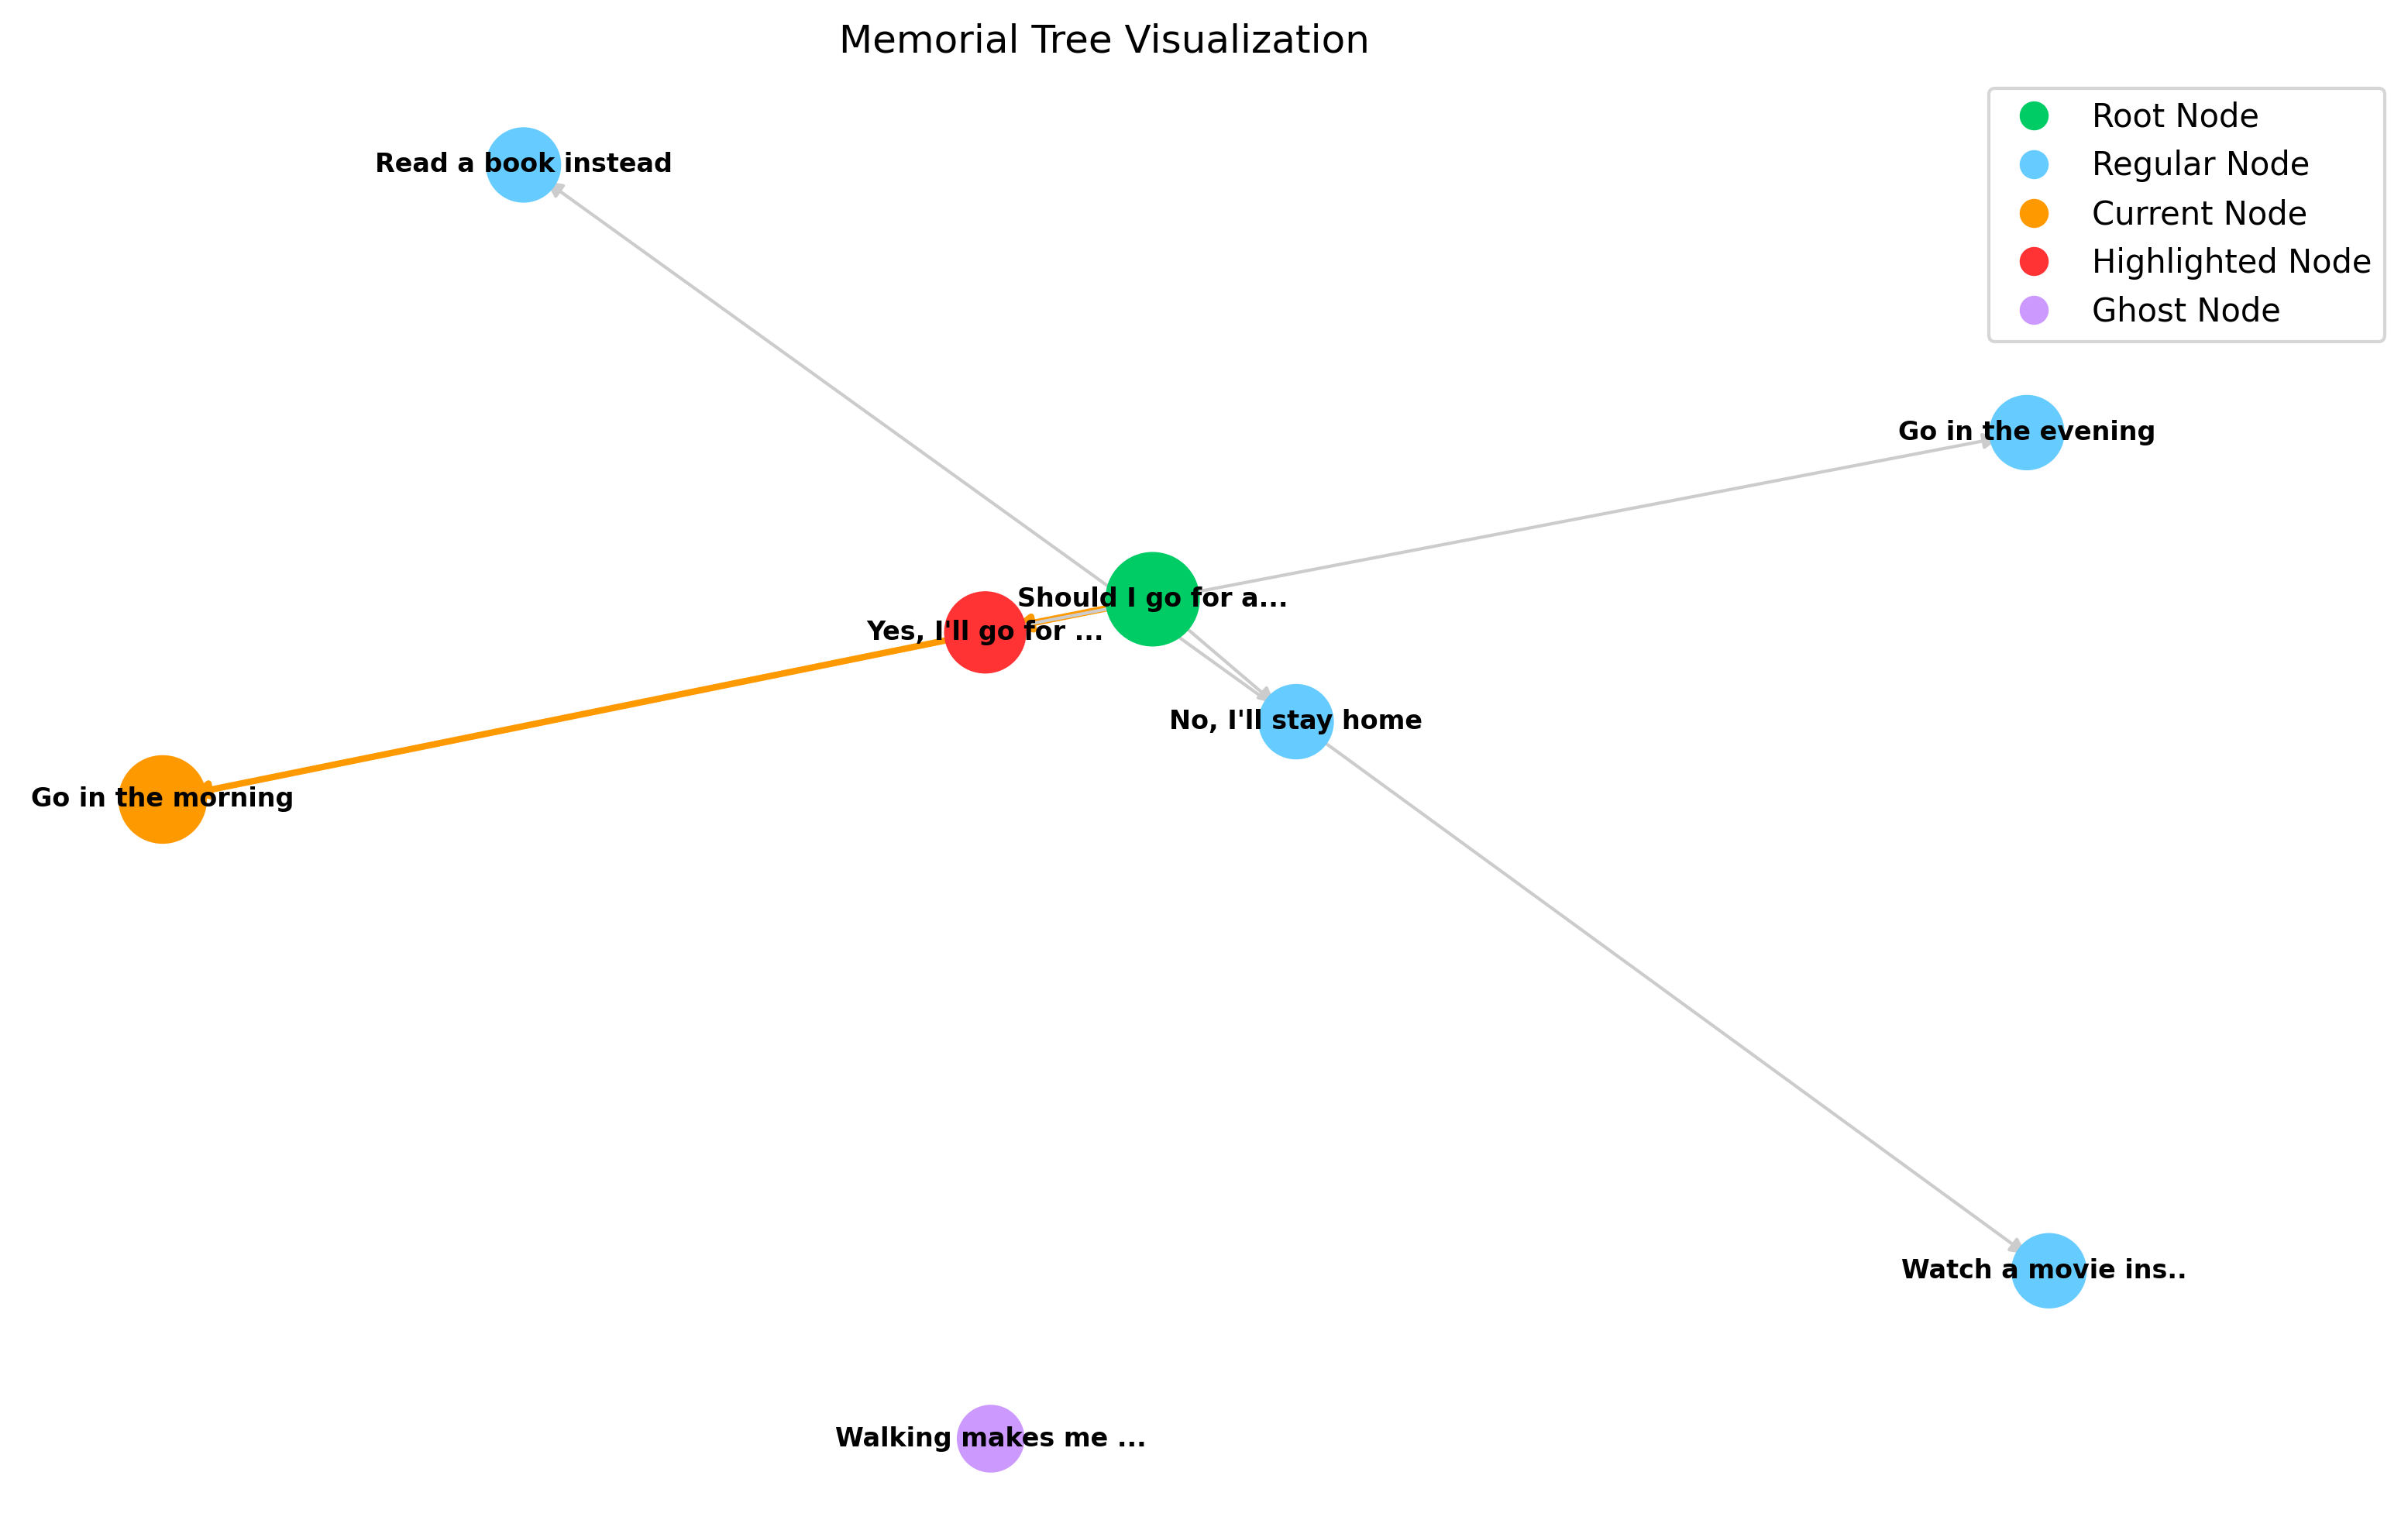 Memorial Tree Visualization
Root Node
Regular Node
Current Node
Highlighted Node
Ghost Node
Read a book instead
Go in the evening
Should I go for a...
Yes, I'll go for ...
No, I'll stay home
Go in the morning
Watch a movie ins..
Walking makes me ...